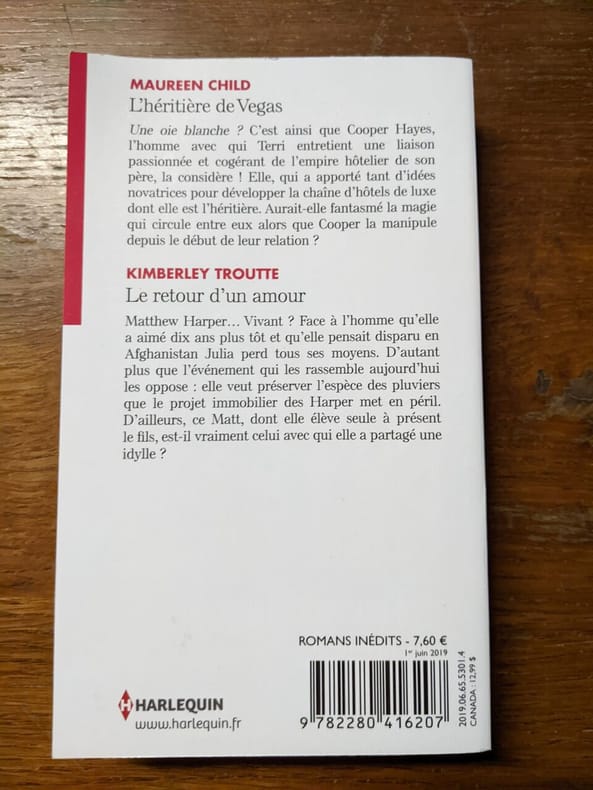 MAUREEN CHILD
L'héritière de Vegas
Une oie blanche ? C'est ainsi que Cooper Hayes,
l'homme avec qui Terri entretient une liaison
passionnée et cogérant de l'empire hôtelier de son
père, la considère ! Elle, qui a apporté tant d'idées
novatrices pour développer la chaîne d'hôtels de luxe
dont elle est l'héritière. Aurait-elle fantasmé la magie
qui circule entre eux alors que Cooper la manipule
depuis le début de leur relation ?
KIMBERLEY TROUTTE
Le retour d'un amour
Matthew Harper… Vivant ? Face à l'homme qu'elle
a aimé dix ans plus tôt et qu'elle pensait disparu en
Afghanistan Julia perd tous ses moyens. D'autant
plus que l'événement qui les rassemble aujourd'hui
les oppose : elle veut préserver l'espèce des pluviers
que le projet immobilier des Harper met en péril.
D'ailleurs, ce Matt, dont elle élève seule à présent
le fils, est-il vraiment celui avec qui elle a partagé une
idylle ?
ROMANS INÉDITS - 7,60 €
1er juin 2019
9 782280 416207
2019.06.65.5301.4
CANADA : 12,99 $
HARLEQUIN
www.harlequin.fr